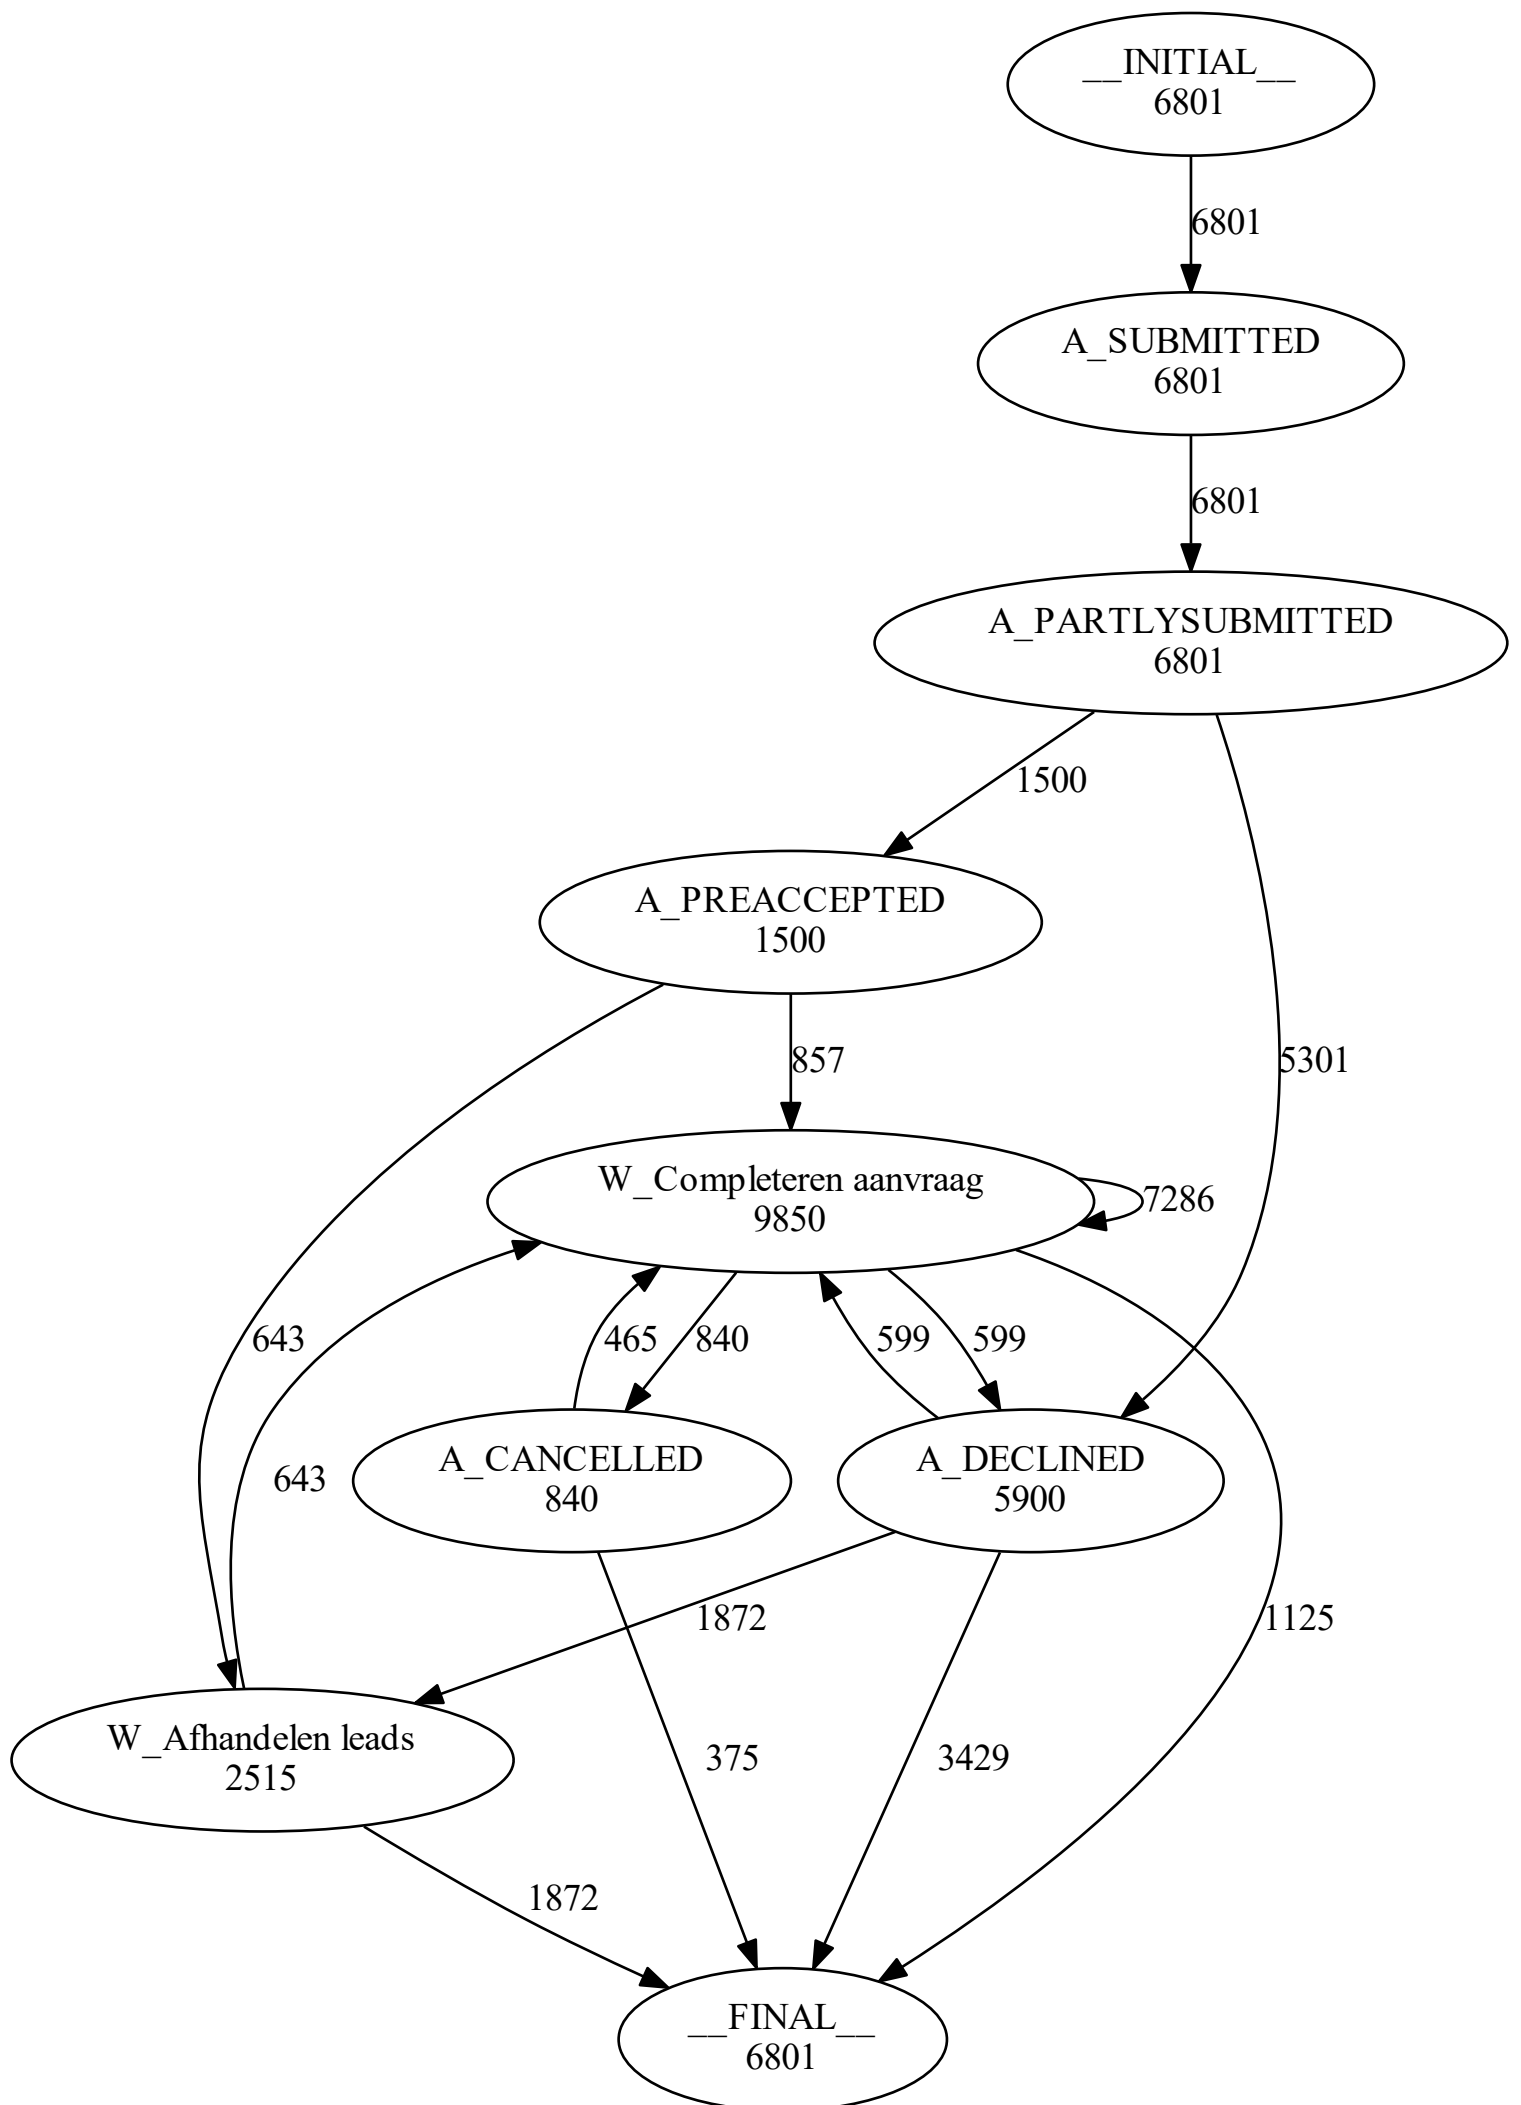 __INITIAL__
6801
6801
A_SUBMITTED
6801
6801
A_PARTLYSUBMITTED
6801
1500
A_PREACCEPTED
1500
857
5301
W_Completeren aanvraag
9850
7286
643
465
840
599
599
A_CANCELLED
840
A_DECLINED
5900
643
1872
1125
W_Afhandelen leads
2515
375
3429
1872
__FINAL__
6801